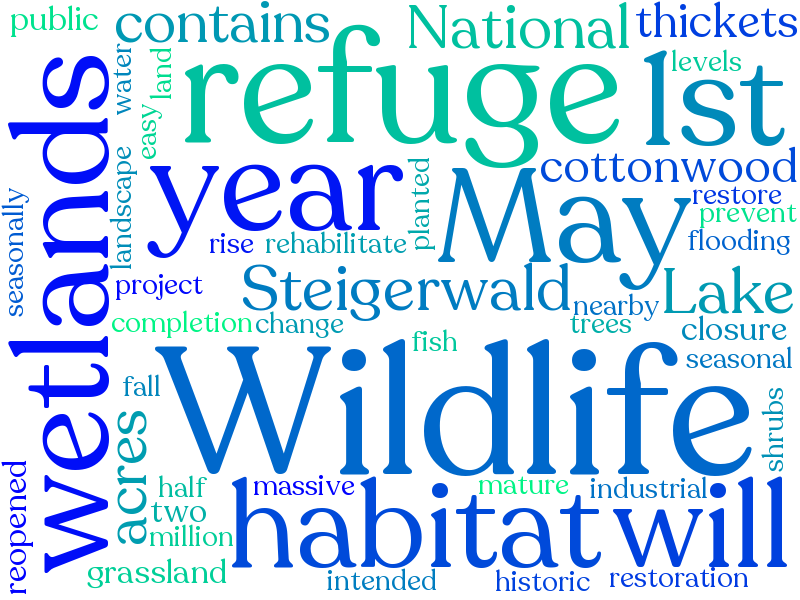 public
contains
National
thickets
wetlands
water
land
easy
refuge
1st
levels
seasonally
landscape
year
planted
May
cottonwood
restore
prevent
flooding
rise
rehabilitate
project
Steigerwald
nearby
Lake
completion
change
fish
trees
closure
seasonal
fall
Wildlife
shrubs
reopened
acres
half
two
million
massive
habitat
mature
industrial
will
grassland
intended
historic
restoration